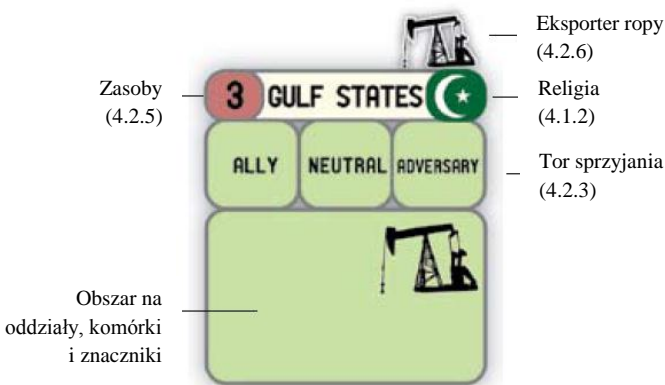 Eksporter ropy
(4.2.6)
Zasoby
(4.2.5)
3 GULF STATES
Religia
(4.1.2)
ALLY NEUTRAL ADVERSARY
Tor sprzyjania
(4.2.3)
Obszar na
oddziały, komórki
i znaczniki